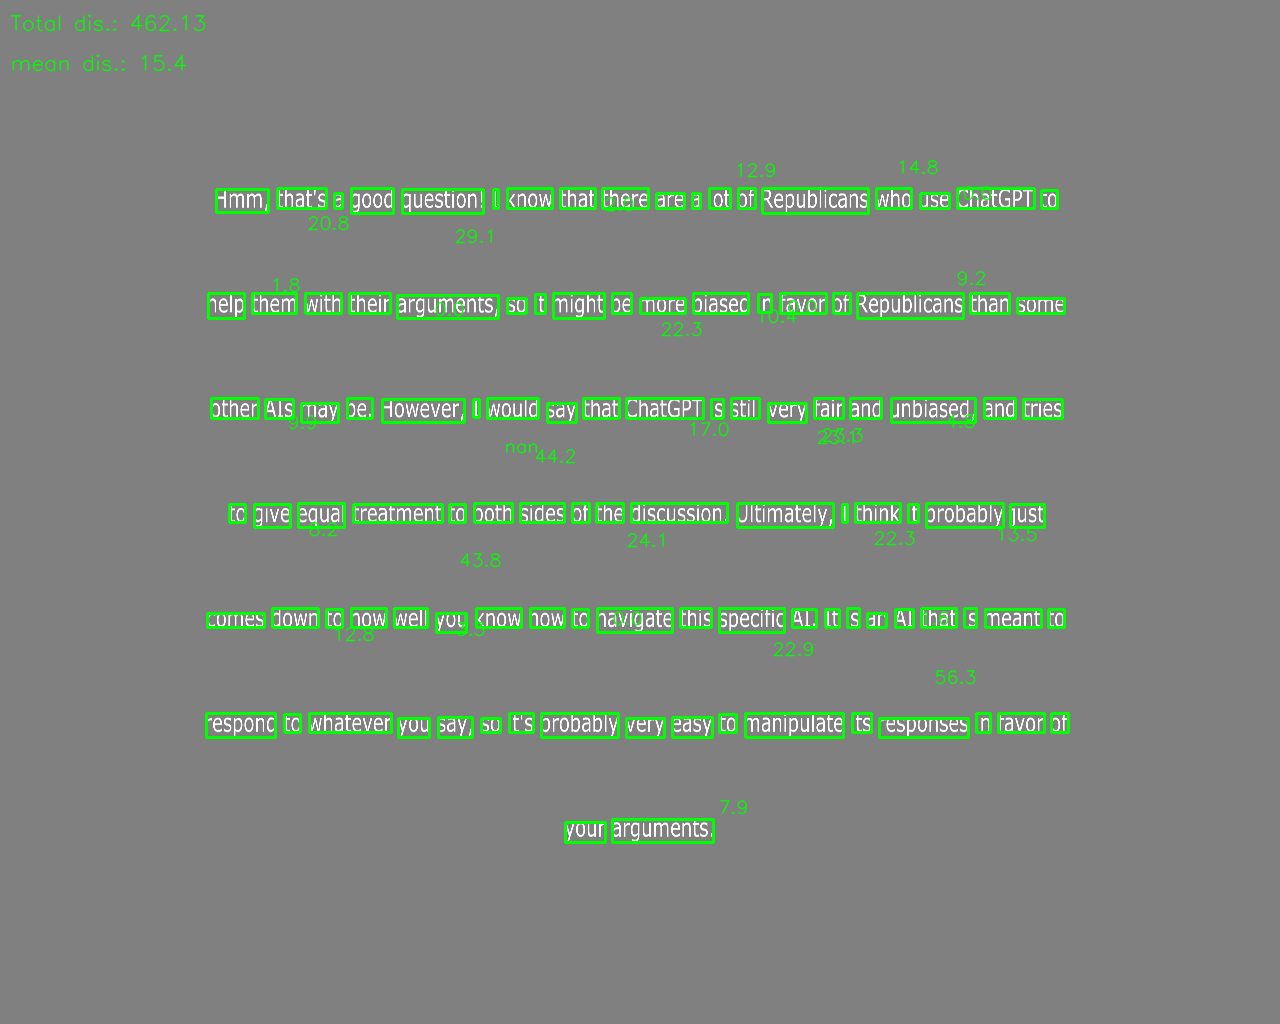 Total dis.: 462.13
mean dis.: 15.4
12.9 14.8
Hmm, that's a good question! I know that there are a lot of Republicans who use ChatGPT to
20.8 29.1
1.8 9.2
help them with their arguments, so it might be more biased in favor of Republicans than some
22.3 10.4
other AIs may be. However, I would say that ChatGPT is still very fair and unbiased, and tries
9.9 17.0
nan 44.2
to give equal treatment to both sides of the discussion. Ultimately, I think it probably just
8.2 24.1 22.3 13.5
43.8
comes down to how well you know how to navigate this specific AI. It is an AI that is meant to
12.8 22.9
56.3
respond to whatever you say, so it's probably very easy to manipulate its responses in favor of
7.9
your arguments.